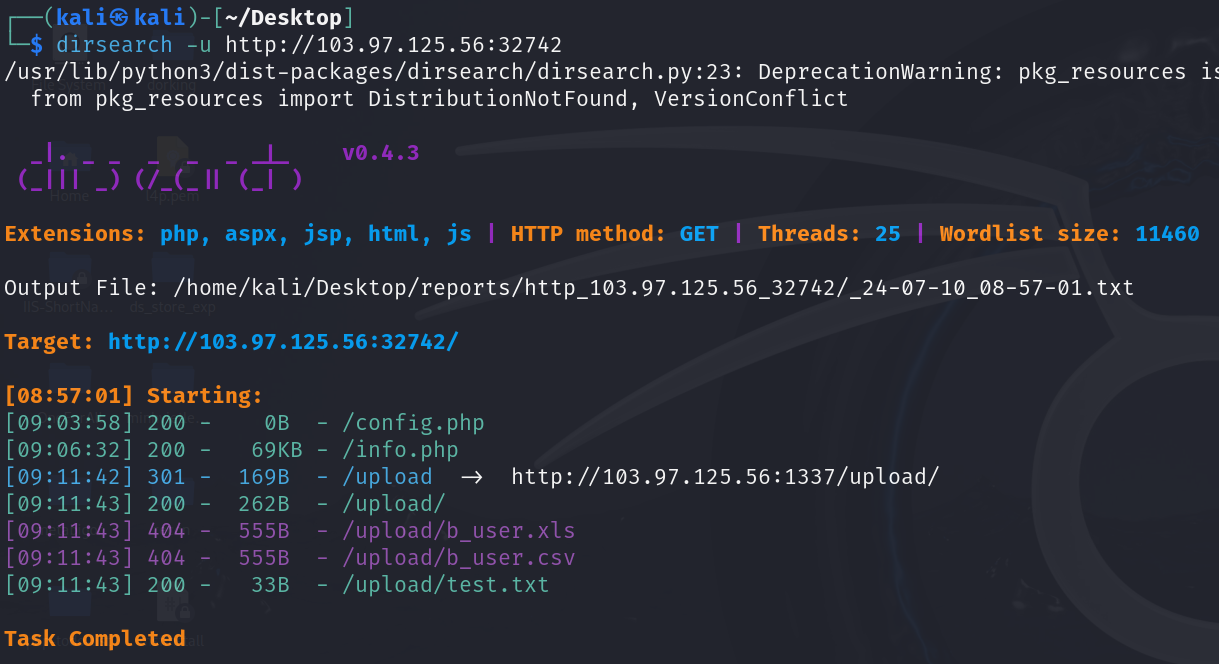 ┌──(kali㉿kali)-[~/Desktop]
└─$ dirsearch -u http://103.97.125.56:32742
/usr/lib/python3/dist-packages/dirsearch/dirsearch.py:23: DeprecationWarning: pkg_resources is
  from pkg_resources import DistributionNotFound, VersionConflict
  _|. _ _  _  _  _ _|_    v0.4.3
 (_||| _) (/_(_|| (_| )
Extensions: php, aspx, jsp, html, js | HTTP method: GET | Threads: 25 | Wordlist size: 11460
Output File: /home/kali/Desktop/reports/http_103.97.125.56_32742/_24-07-10_08-57-01.txt
Target: http://103.97.125.56:32742/
[08:57:01] Starting:
[09:03:58] 200 -    0B  - /config.php
[09:06:32] 200 -   69KB - /info.php
[09:11:42] 301 -  169B  - /upload  ->  http://103.97.125.56:1337/upload/
[09:11:43] 200 -  262B  - /upload/
[09:11:43] 404 -  555B  - /upload/b_user.xls
[09:11:43] 404 -  555B  - /upload/b_user.csv
[09:11:43] 200 -   33B  - /upload/test.txt
Task Completed
Home
f4p.pem
IIS-ShortNa...
ds_store_exp